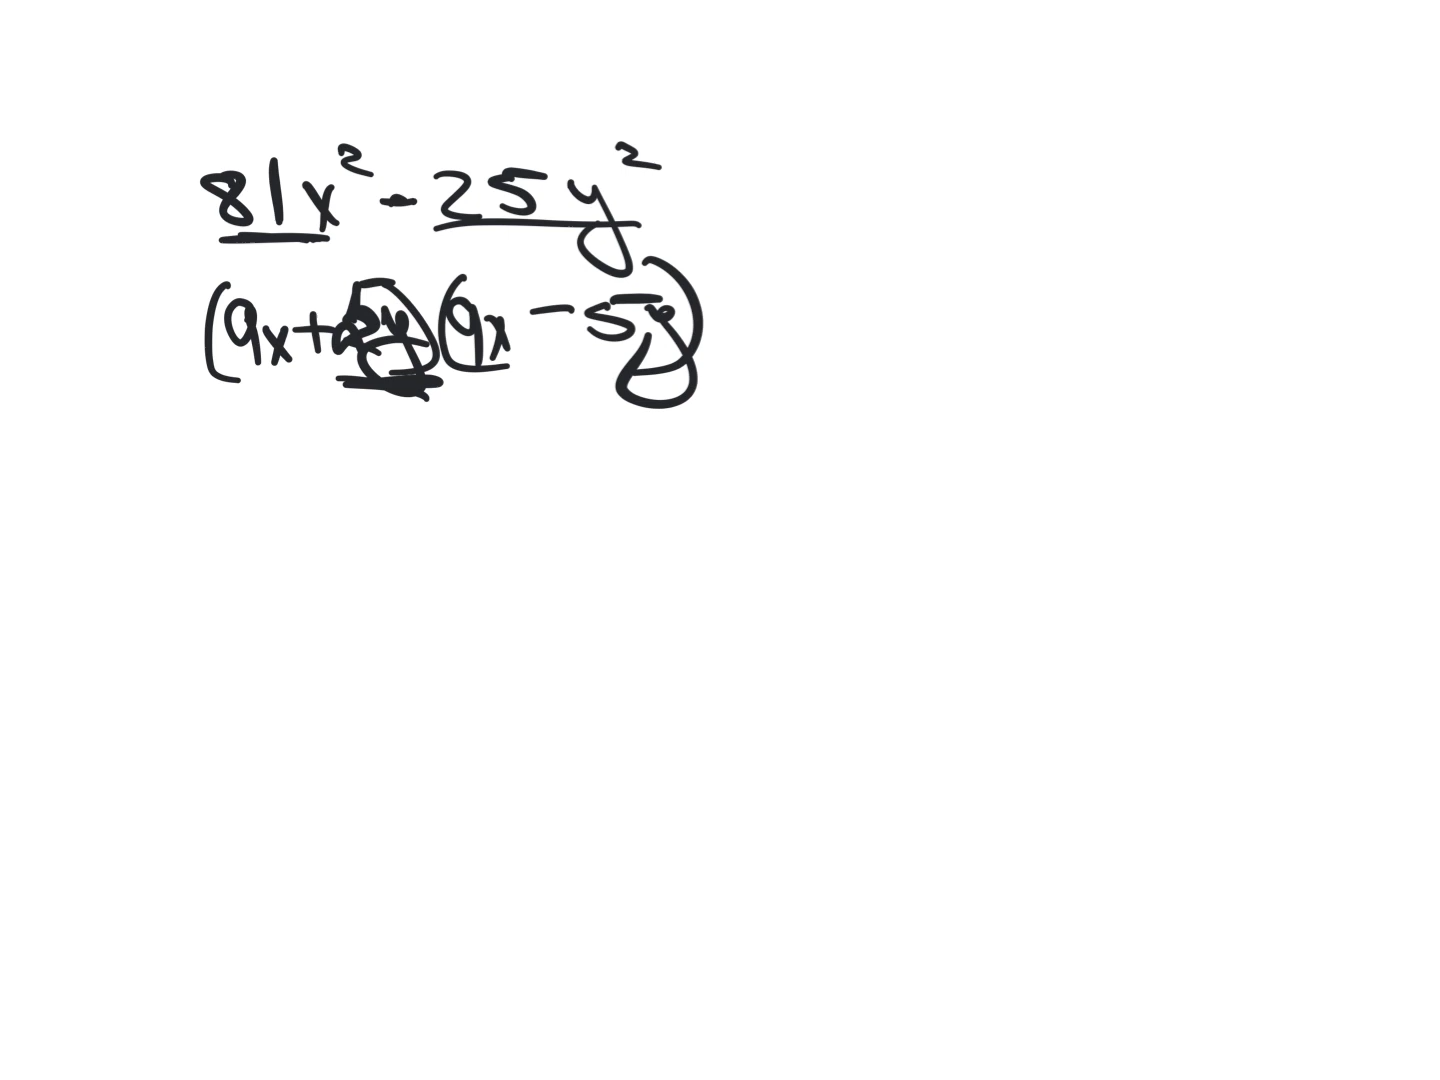 81x² - 25y²
(9x+5y)(9x - 5y)